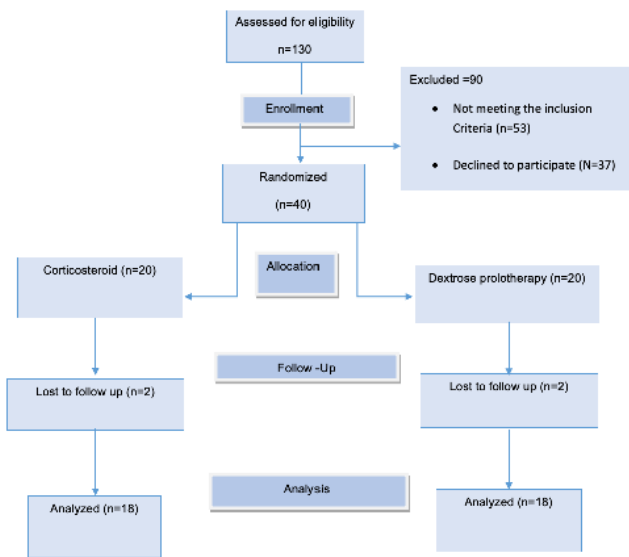 Assessed for eligibility
n=130
Enrollment
Excluded =90
• Not meeting the inclusion
Criteria (n=53)
• Declined to participate (N=37)
Randomized
(n=40)
Corticosteroid (n=20)
Allocation
Dextrose prolotherapy (n=20)
Follow -Up
Lost to follow up (n=2)
Lost to follow up (n=2)
Analysis
Analyzed (n=18)
Analyzed (n=18)